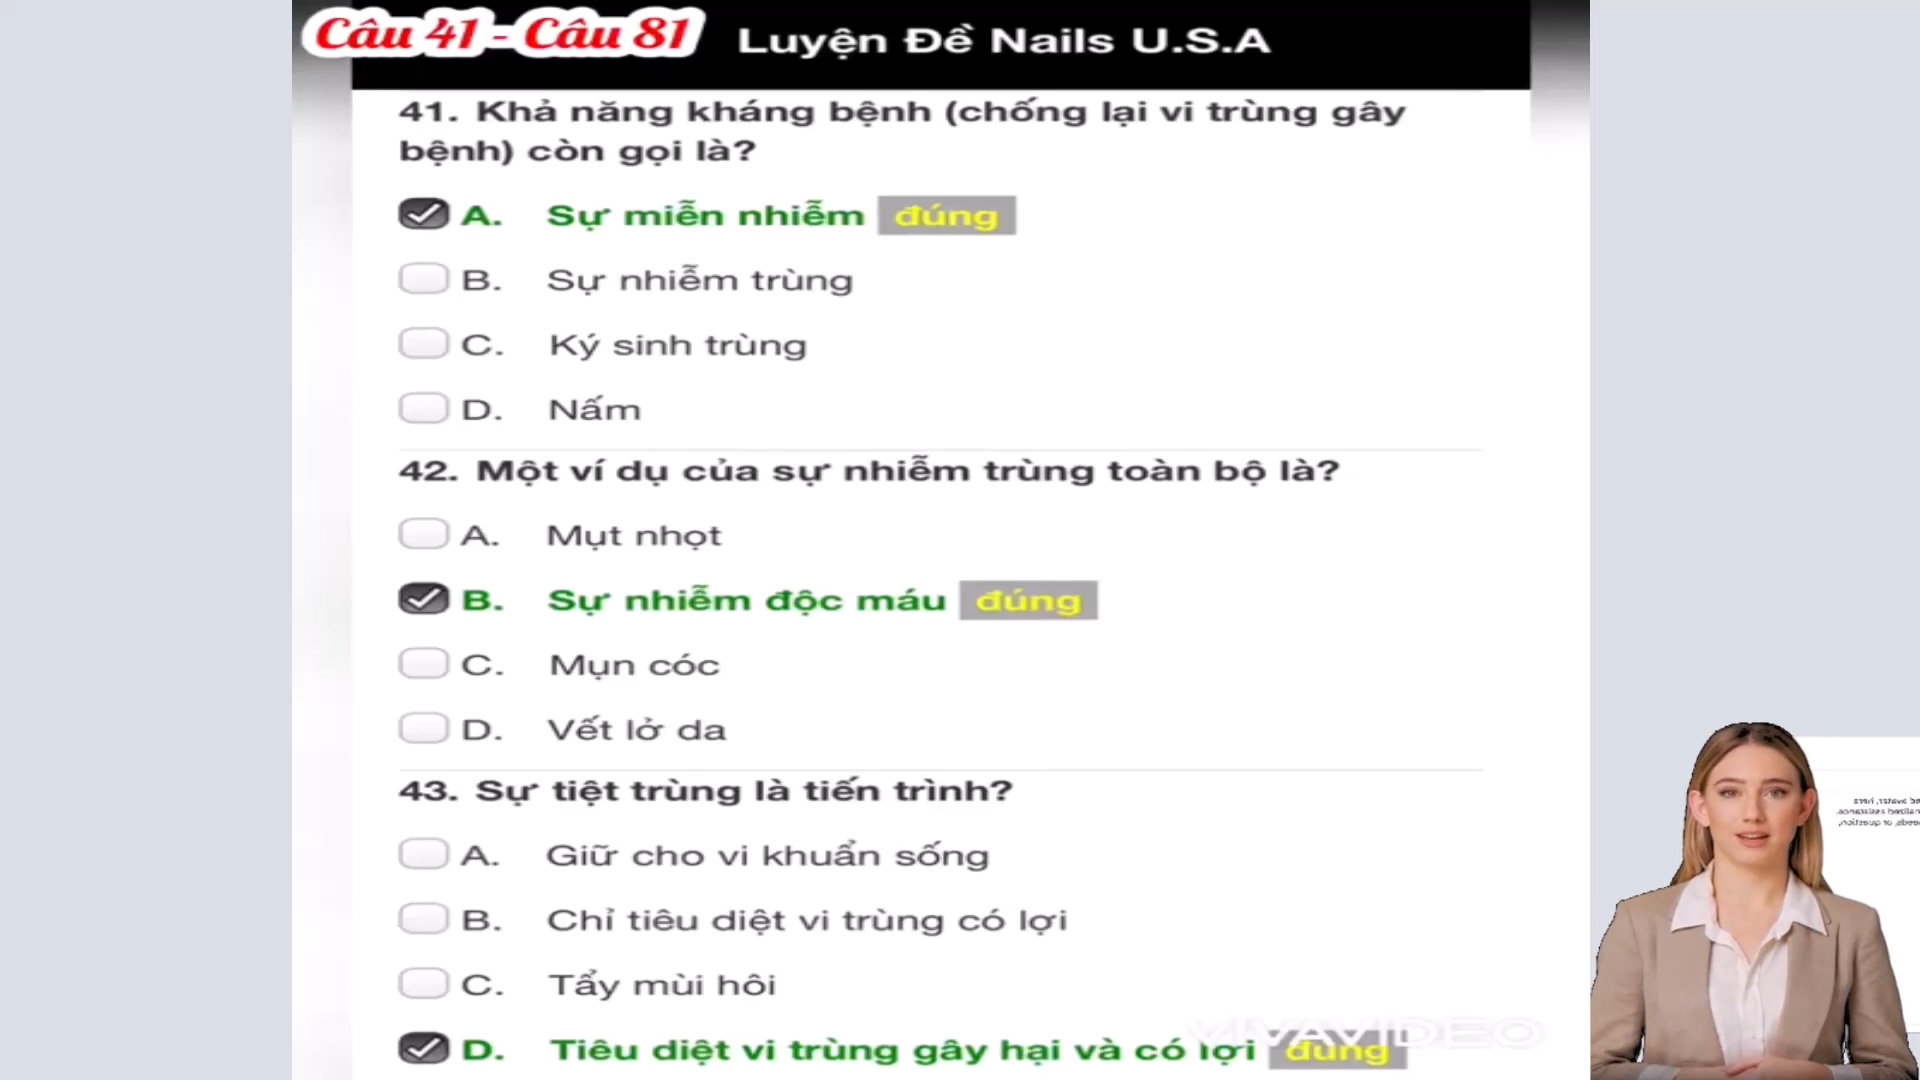 Câu 41 - Câu 81 Luyện Đề Nails U.S.A
41. Khả năng kháng bệnh (chống lại vi trùng gây
bệnh) còn gọi là?
A. Sự miễn nhiễm đúng
B. Sự nhiễm trùng
C. Ký sinh trùng
D. Nấm
42. Một ví dụ của sự nhiễm trùng toàn bộ là?
A. Mụt nhọt
B. Sự nhiễm độc máu đúng
C. Mụn cóc
D. Vết lở da
43. Sự tiệt trùng là tiến trình?
A. Giữ cho vi khuẩn sống
B. Chỉ tiêu diệt vi trùng có lợi
C. Tẩy mùi hôi
VIVAVIDEO
D. Tiêu diệt vi trùng gây hại và có lợi đúng